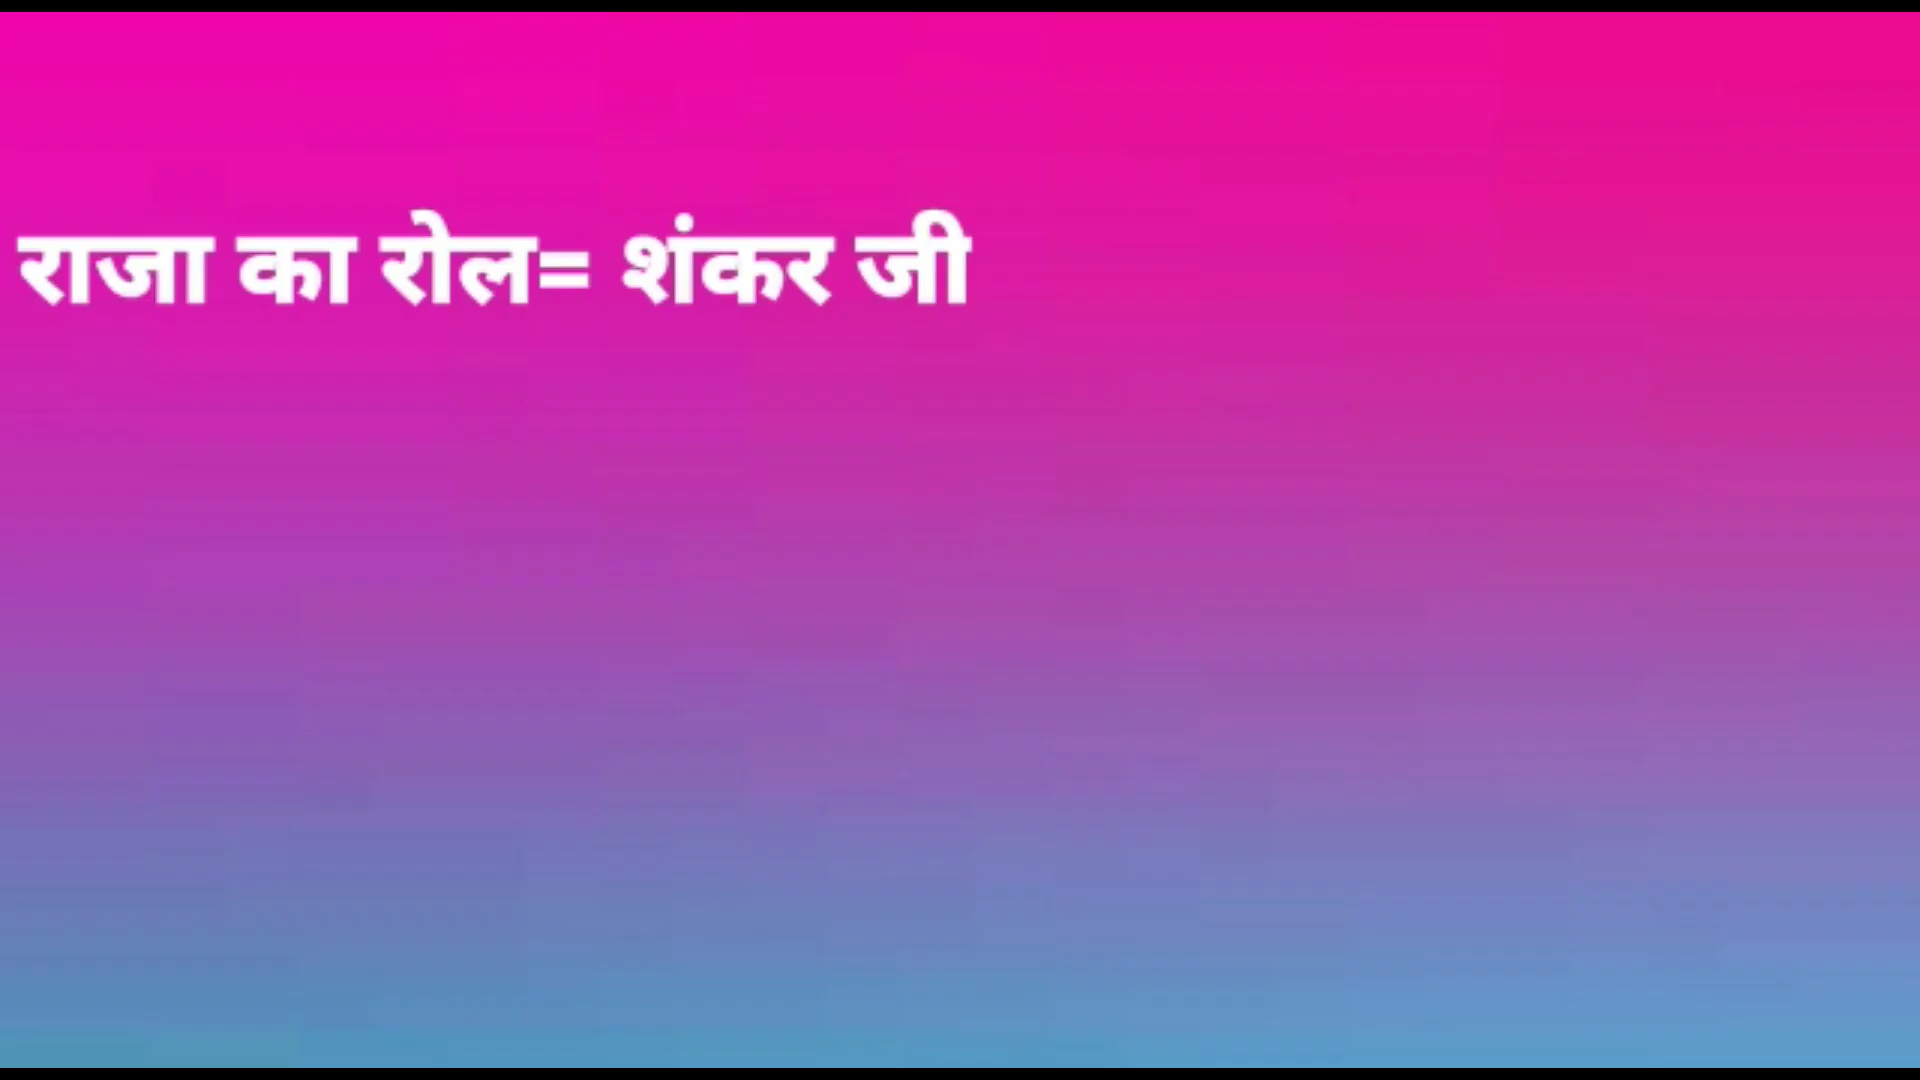 राजा का रोल= शंकर जी